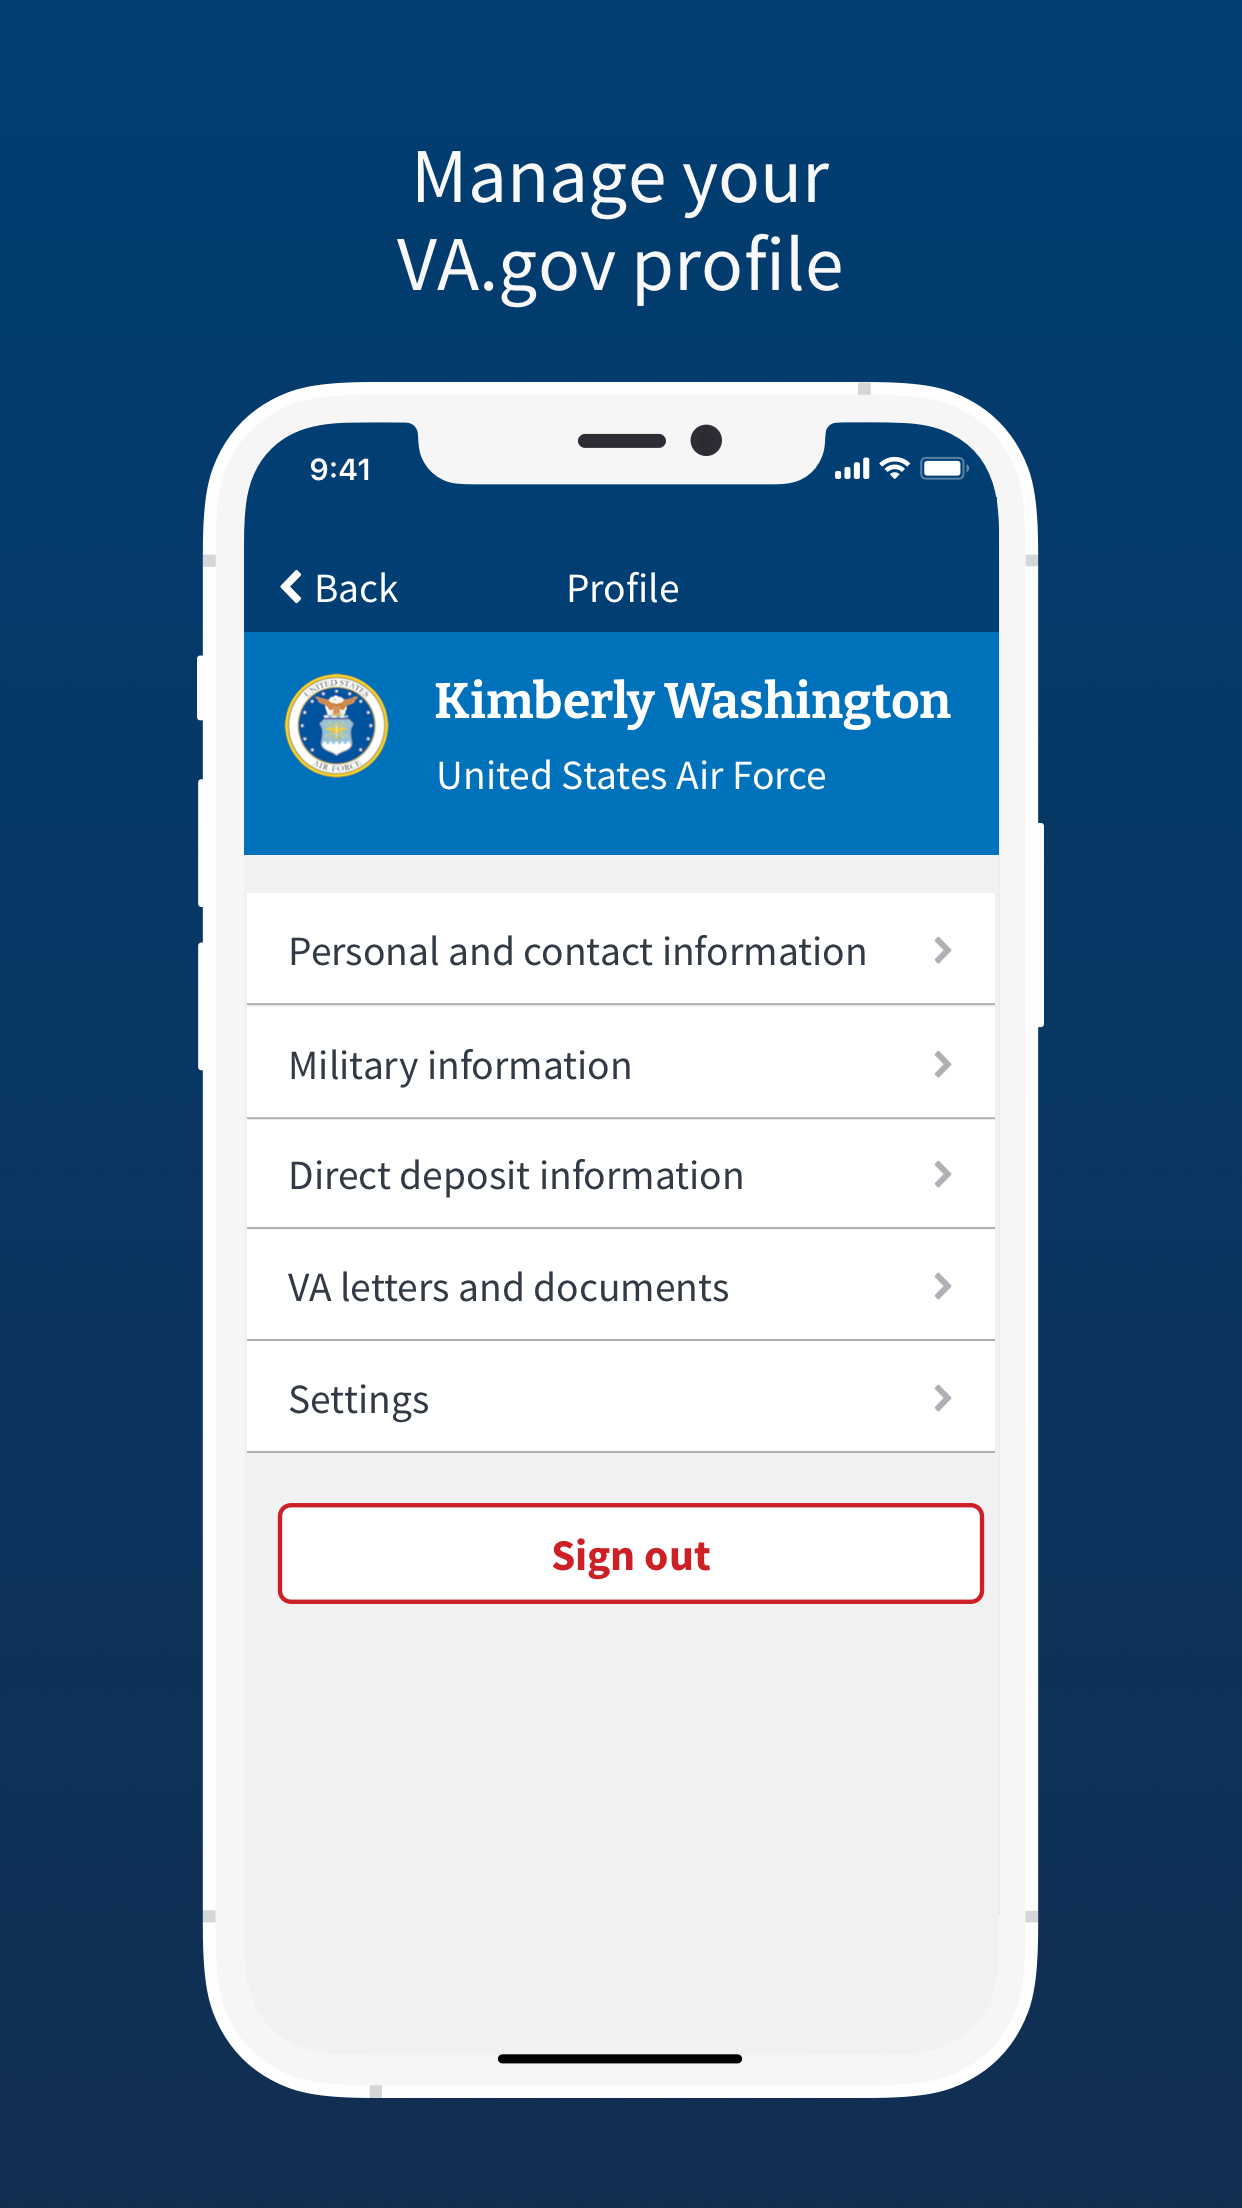 Manage your
VA.gov profile
9:41
Back
Profile
UNITED STATES
AIR FORCE
Kimberly Washington
United States Air Force
Personal and contact information
Military information
Direct deposit information
VA letters and documents
Settings
Sign out